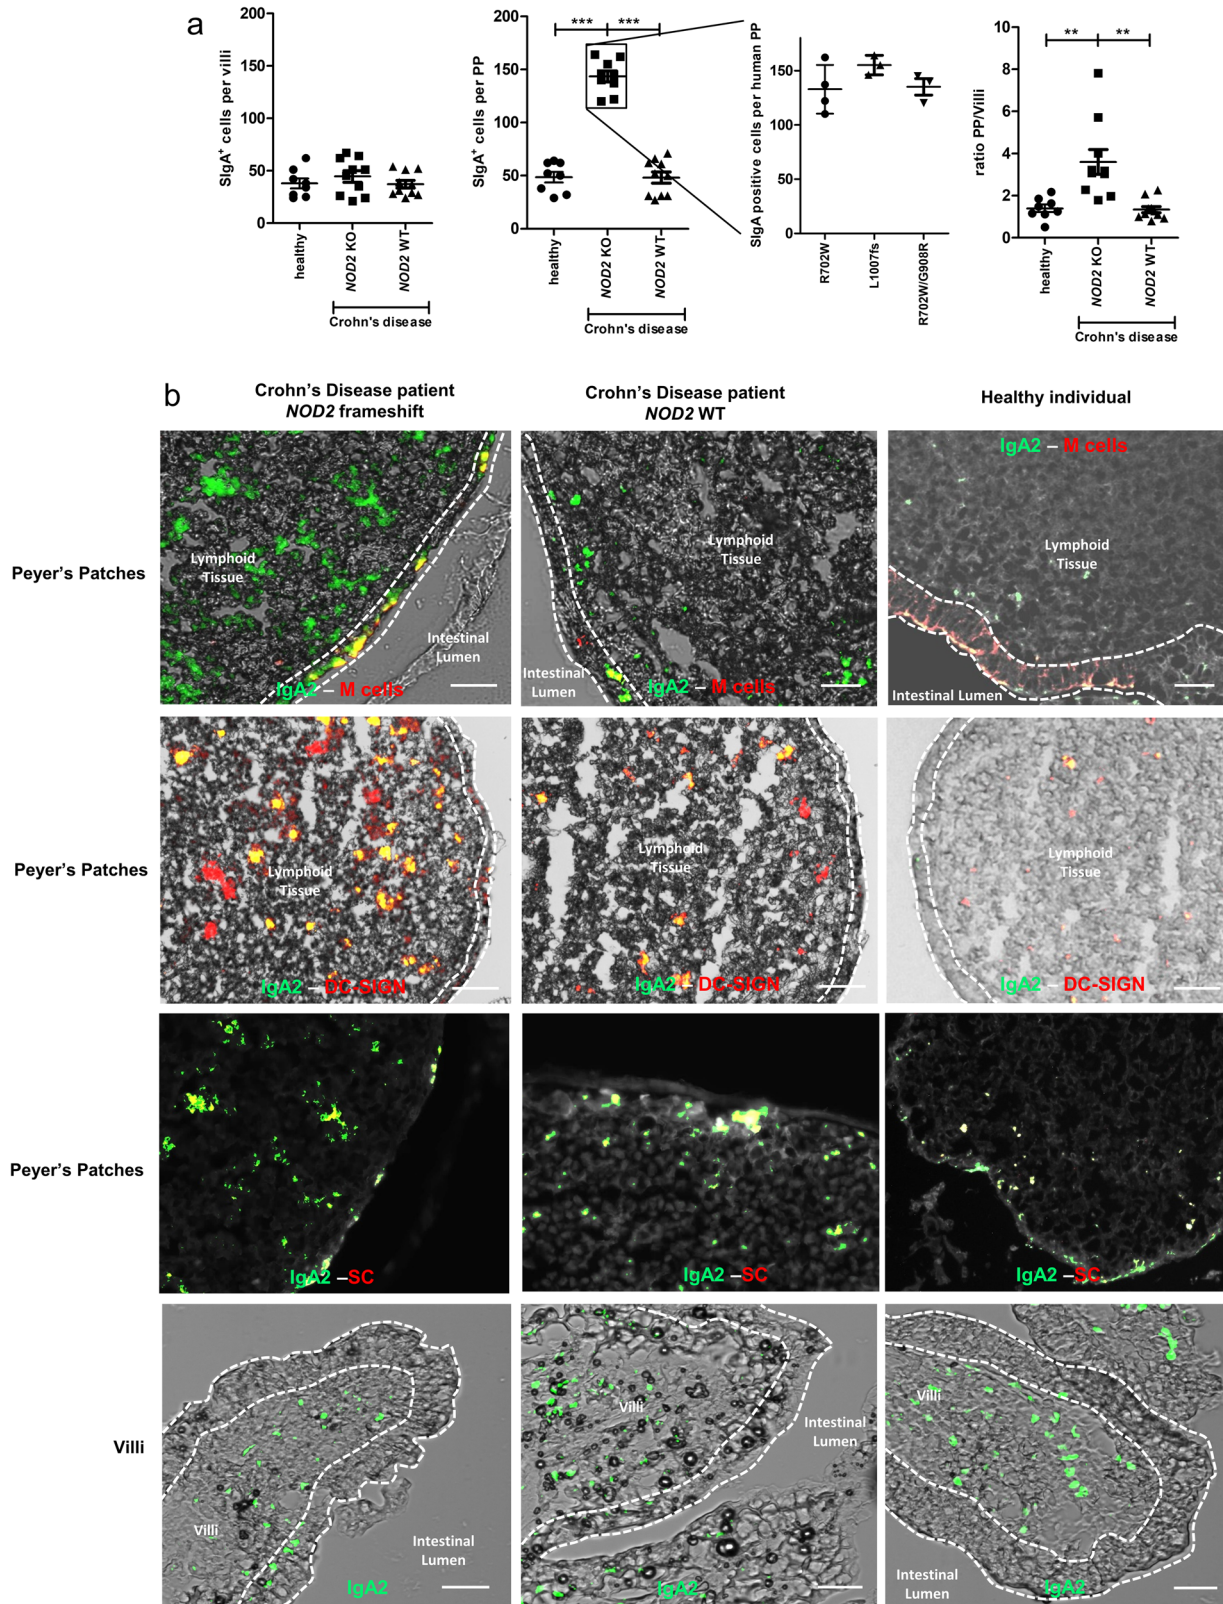 a
SIgA+ cells per villi
200
150
100
50
0
healthy
NOD2 KO
NOD2 WT
Crohn's disease
SIgA+ cells per PP
*** ***
200
150
100
50
0
healthy
NOD2 KO
NOD2 WT
Crohn's disease
SIgA positive cells per human PP
150
100
50
0
R702W
L1007fs
R702W/G908R
ratio PP/Villi
** **
10
8
6
4
2
0
healthy
NOD2 KO
NOD2 WT
Crohn's disease
b
Crohn's Disease patient
NOD2 frameshift
Crohn's Disease patient
NOD2 WT
Healthy individual
Peyer's Patches
Lymphoid
Tissue
Intestinal
Lumen
IgA2 – M cells
Lymphoid
Tissue
Intestinal
Lumen
IgA2 – M cells
IgA2 – M cells
Lymphoid
Tissue
Intestinal Lumen
Peyer's Patches
Lymphoid
Tissue
IgA2 – DC-SIGN
Lymphoid
Tissue
IgA2 – DC-SIGN
Lymphoid
Tissue
IgA2 – DC-SIGN
Peyer's Patches
IgA2 –SC
IgA2 –SC
IgA2 –SC
Villi
Villi
Intestinal
Lumen
IgA2
Villi
Intestinal
Lumen
IgA2
Villi
Intestinal
Lumen
IgA2